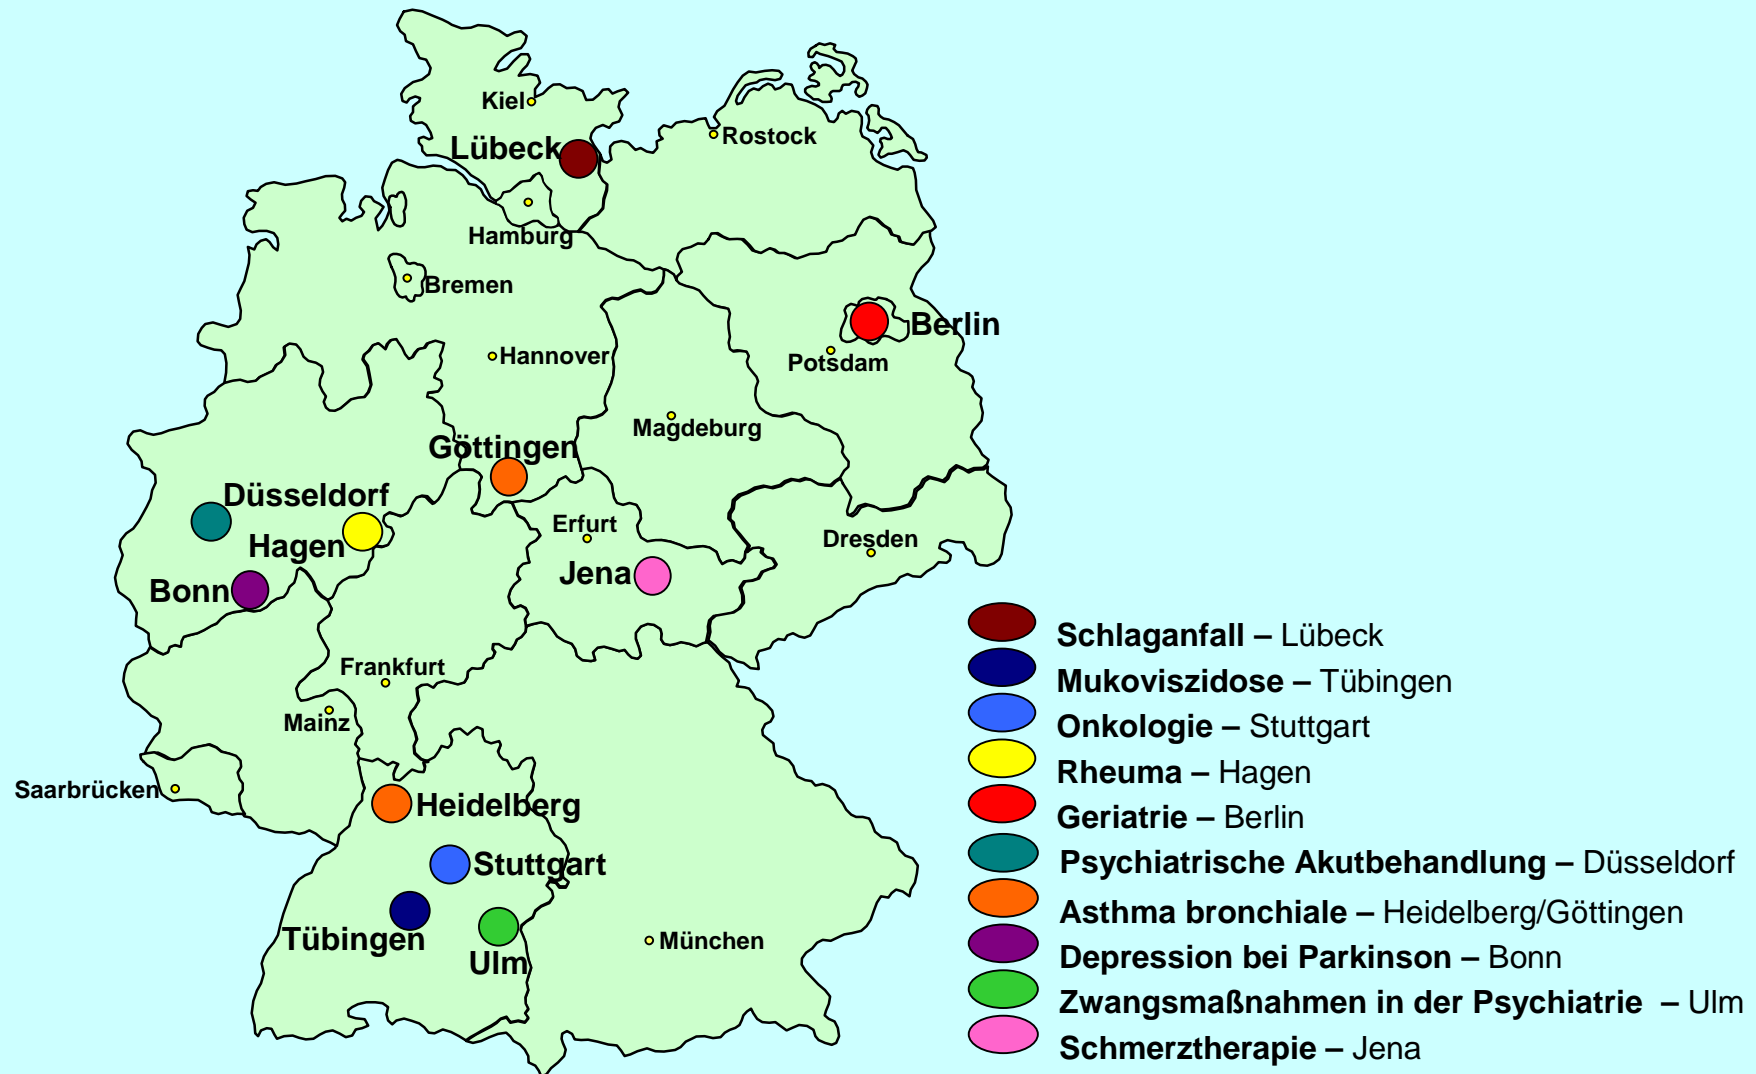 Kiel
Rostock
Lübeck
Hamburg
Bremen
Berlin
Hannover
Potsdam
Magdeburg
Göttingen
Düsseldorf
Erfurt
Dresden
Hagen
Jena
Bonn
Frankfurt
Mainz
Saarbrücken
Heidelberg
Stuttgart
Tübingen
München
Ulm
Schlaganfall – Lübeck
Mukoviszidose – Tübingen
Onkologie – Stuttgart
Rheuma – Hagen
Geriatrie – Berlin
Psychiatrische Akutbehandlung – Düsseldorf
Asthma bronchiale – Heidelberg/Göttingen
Depression bei Parkinson – Bonn
Zwangsmaßnahmen in der Psychiatrie – Ulm
Schmerztherapie – Jena